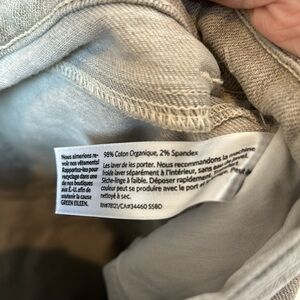 Nous aimerions re-
voir nos vêtements!
Rapportez-les pour
recyclage dans une
de nos boutiques
aux É.-U. afin de
soutenir la cause
GREEN EILEEN.
98% Coton Organique, 2% Spandex
Les laver de les porter. Nous recommandons la machine
froide laver séparément à l'intérieur, sans
Sèche-linge à faible. Déposer rapidement,
couleur peut se produire avec le port et
nettoyé à sec.
RN#78121/CA#34460 SSBD